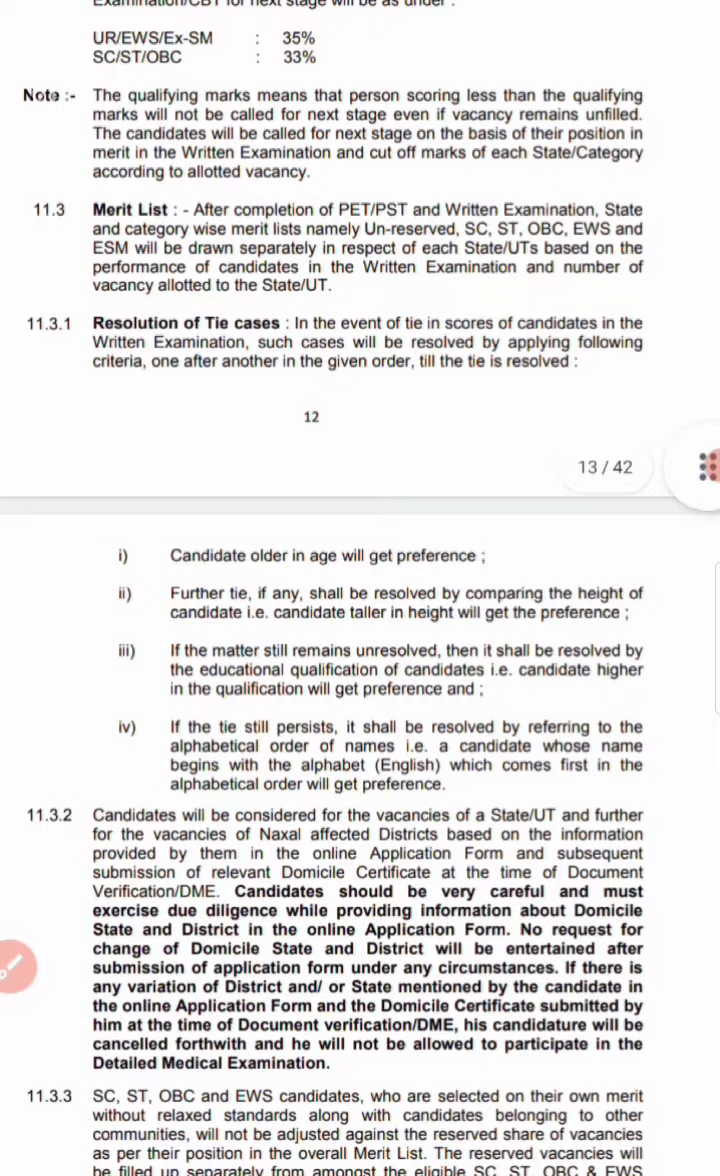 Examination/CBT for next stage will be as under :
UR/EWS/Ex-SM : 35%
SC/ST/OBC : 33%
Note :- The qualifying marks means that person scoring less than the qualifying
marks will not be called for next stage even if vacancy remains unfilled.
The candidates will be called for next stage on the basis of their position in
merit in the Written Examination and cut off marks of each State/Category
according to allotted vacancy.
11.3 Merit List : - After completion of PET/PST and Written Examination, State
and category wise merit lists namely Un-reserved, SC, ST, OBC, EWS and
ESM will be drawn separately in respect of each State/UTs based on the
performance of candidates in the Written Examination and number of
vacancy allotted to the State/UT.
11.3.1 Resolution of Tie cases : In the event of tie in scores of candidates in the
Written Examination, such cases will be resolved by applying following
criteria, one after another in the given order, till the tie is resolved :
12
13 / 42
i) Candidate older in age will get preference ;
ii) Further tie, if any, shall be resolved by comparing the height of
candidate i.e. candidate taller in height will get the preference ;
iii) If the matter still remains unresolved, then it shall be resolved by
the educational qualification of candidates i.e. candidate higher
in the qualification will get preference and ;
iv) If the tie still persists, it shall be resolved by referring to the
alphabetical order of names i.e. a candidate whose name
begins with the alphabet (English) which comes first in the
alphabetical order will get preference.
11.3.2 Candidates will be considered for the vacancies of a State/UT and further
for the vacancies of Naxal affected Districts based on the information
provided by them in the online Application Form and subsequent
submission of relevant Domicile Certificate at the time of Document
Verification/DME. Candidates should be very careful and must
exercise due diligence while providing information about Domicile
State and District in the online Application Form. No request for
change of Domicile State and District will be entertained after
submission of application form under any circumstances. If there is
any variation of District and/ or State mentioned by the candidate in
the online Application Form and the Domicile Certificate submitted by
him at the time of Document verification/DME, his candidature will be
cancelled forthwith and he will not be allowed to participate in the
Detailed Medical Examination.
11.3.3 SC, ST, OBC and EWS candidates, who are selected on their own merit
without relaxed standards along with candidates belonging to other
communities, will not be adjusted against the reserved share of vacancies
as per their position in the overall Merit List. The reserved vacancies will
be filled up separately from amongst the eligible SC, ST, OBC & EWS